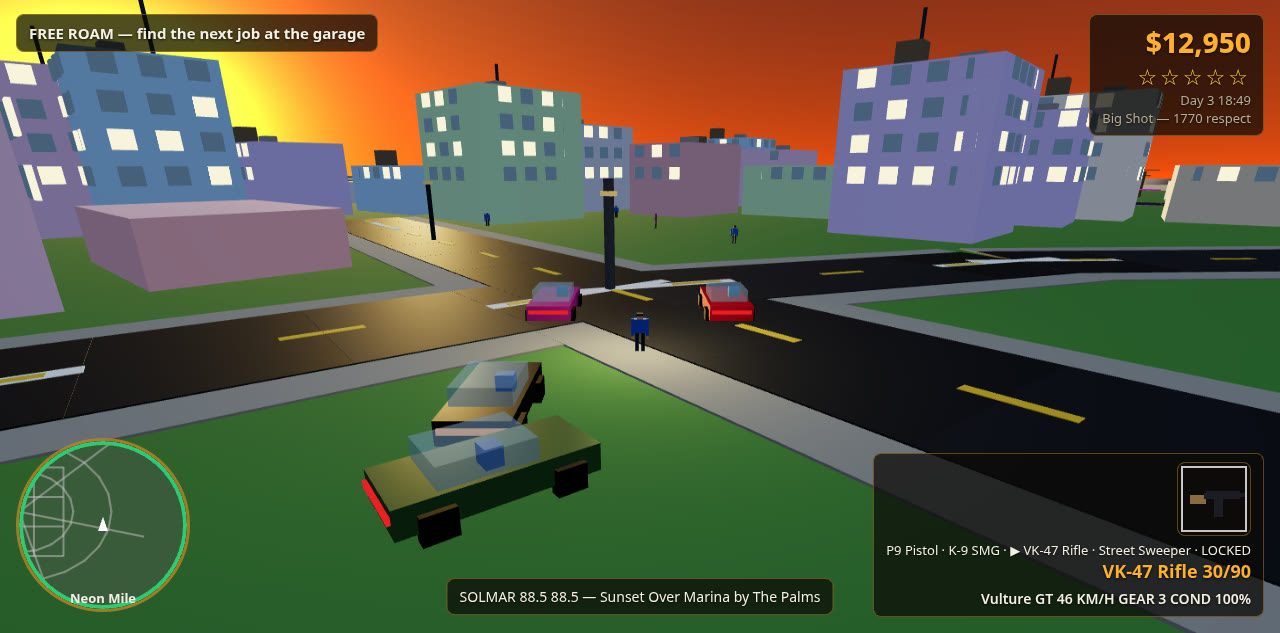 FREE ROAM — find the next job at the garage
$12,950
☆☆☆☆☆
Day 3 18:49
Big Shot — 1770 respect
P9 Pistol · K-9 SMG · ▶ VK-47 Rifle · Street Sweeper · LOCKED
VK-47 Rifle 30/90
Vulture GT 46 KM/H GEAR 3 COND 100%
SOLMAR 88.5 88.5 — Sunset Over Marina by The Palms
Neon Mile